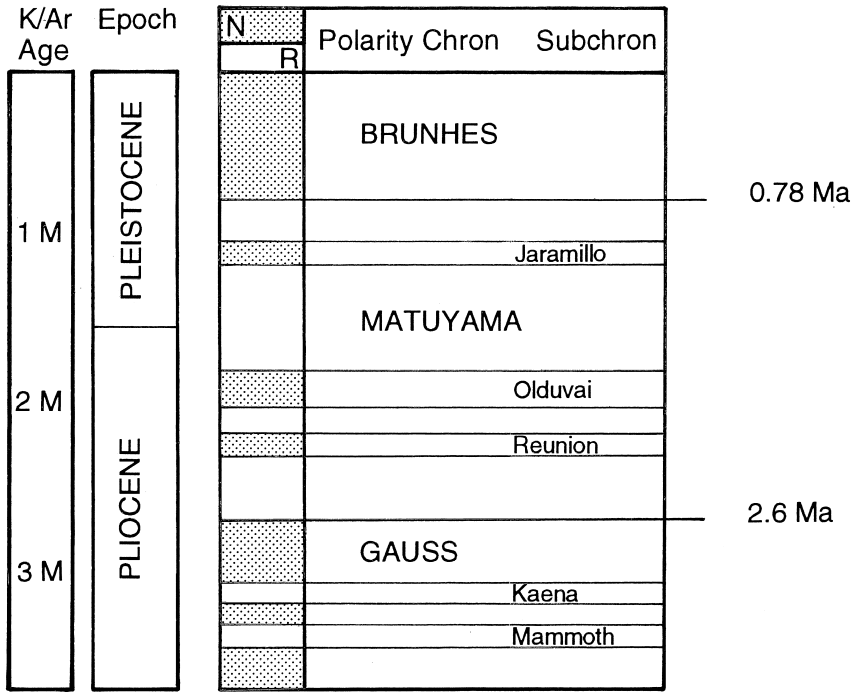 K/Ar
Age
Epoch
N
R
Polarity Chron Subchron
PLEISTOCENE
BRUNHES
0.78 Ma
1 M
Jaramillo
MATUYAMA
2 M
Olduvai
Reunion
PLIOCENE
2.6 Ma
GAUSS
3 M
Kaena
Mammoth